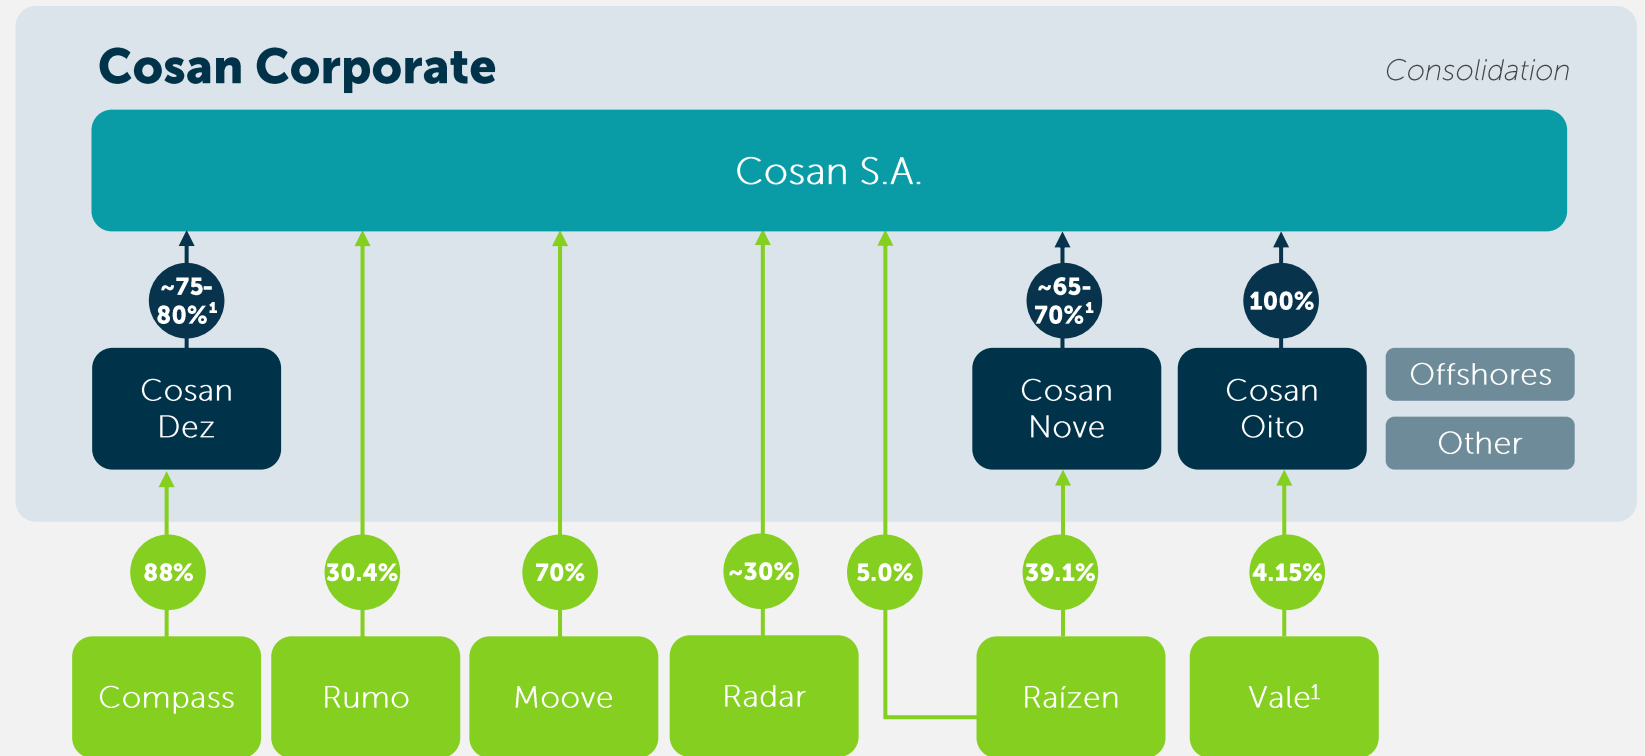 Cosan Corporate
Consolidation
Cosan S.A.
~75-
80%¹
~65-
70%¹
100%
Cosan
Dez
Cosan
Nove
Cosan
Oito
Offshores
Other
88%
30.4%
70%
~30%
5.0%
39.1%
4.15%
Compass
Rumo
Moove
Radar
Raízen
Vale¹